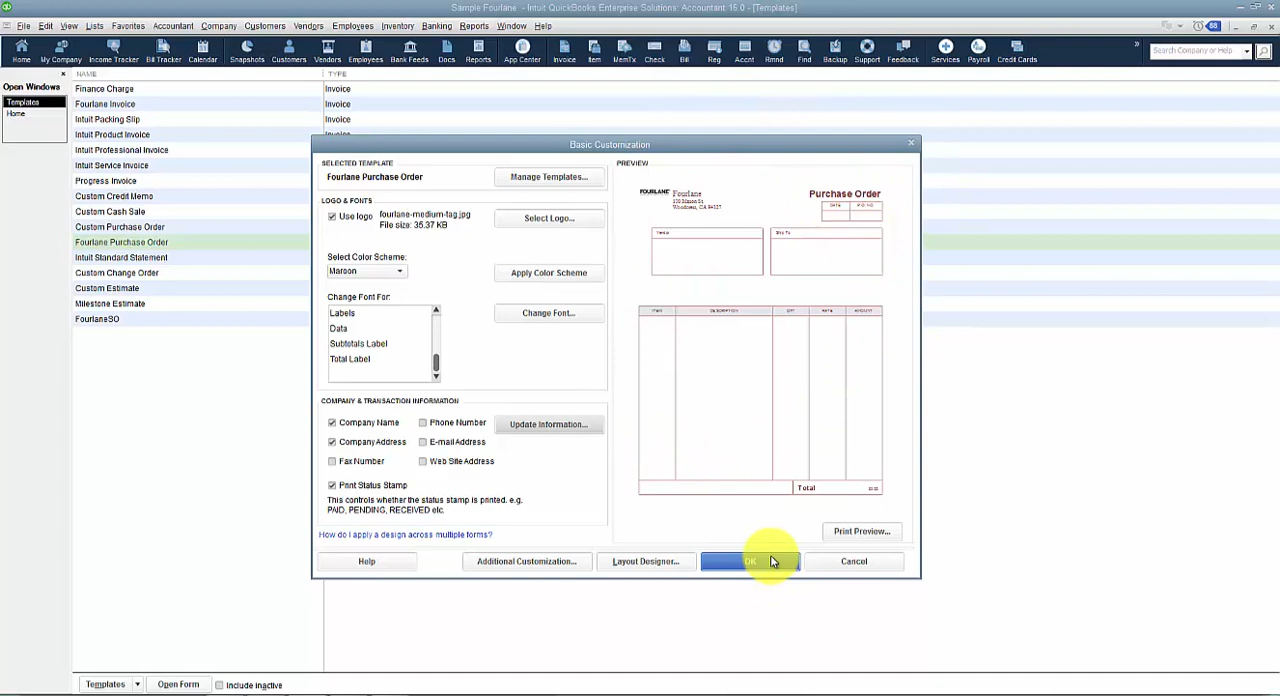 Sample Fourlane - Intuit QuickBooks Enterprise Solutions: Accountant 15.0 - [Templates]
File Edit View Lists Favorites Accountant Company Customers Vendors Employees Inventory Banking Reports Window Help 88
Home My Company Income Tracker Bill Tracker Calendar Snapshots Customers Vendors Employees Bank Feeds Docs Reports App Center Invoice Item MemTx Check Bill Reg Accnt Rmnd Find Backup Support Feedback Services Payroll Credit Cards » Search Company or Help
Open Windows
Templates
Home
NAME TYPE
Finance Charge Invoice
Fourlane Invoice Invoice
Intuit Packing Slip Invoice
Intuit Product Invoice Invoice
Intuit Professional Invoice
Intuit Service Invoice
Progress Invoice
Custom Credit Memo
Custom Cash Sale
Custom Purchase Order
Fourlane Purchase Order
Intuit Standard Statement
Custom Change Order
Custom Estimate
Milestone Estimate
FourlaneSO
Basic Customization
SELECTED TEMPLATE
Fourlane Purchase Order
Manage Templates...
LOGO & FONTS
Use logo
fourlane-medium-tag.jpg
File size: 35.37 KB
Select Logo...
Select Color Scheme:
Maroon
Apply Color Scheme
Change Font For:
Labels
Data
Subtotals Label
Total Label
Change Font...
COMPANY & TRANSACTION INFORMATION
Company Name Phone Number
Update Information...
Company Address E-mail Address
Fax Number Web Site Address
Print Status Stamp
This controls whether the status stamp is printed. e.g.
PAID, PENDING, RECEIVED etc.
How do I apply a design across multiple forms?
PREVIEW
FOURLANE Fourlane
Purchase Order
DATE P.O. NO.
Vendor Ship To
ITEM DESCRIPTION QTY RATE AMOUNT
Total
Print Preview...
Help Additional Customization... Layout Designer... OK Cancel
Templates Open Form Include inactive